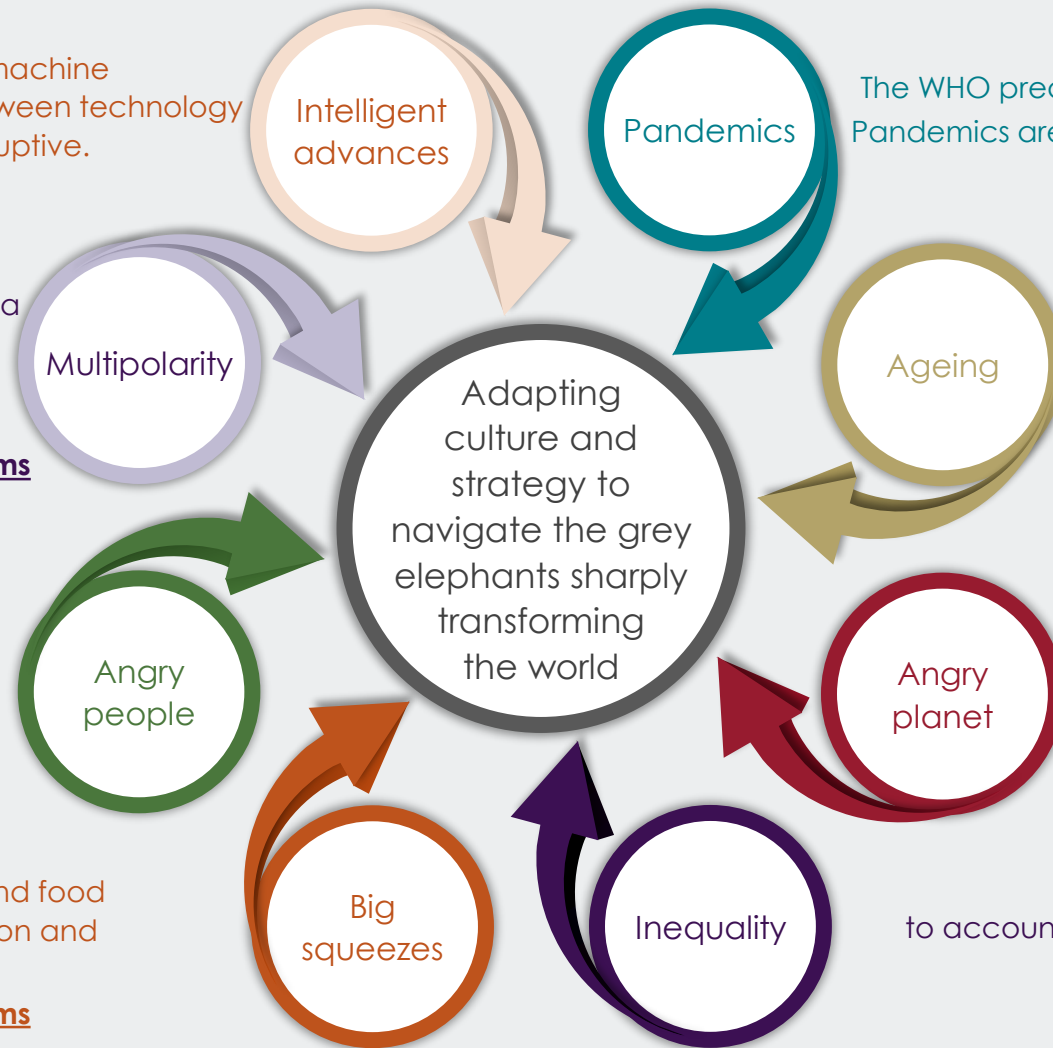 machine
ween technology
uptive.
Intelligent
advances
Pandemics
The WHO pred
Pandemics are
a
Multipolarity
ms
Ageing
Adapting
culture and
strategy to
navigate the grey
elephants sharply
transforming
the world
Angry
people
Angry
planet
nd food
on and
ms
Big
squeezes
Inequality
to accoun